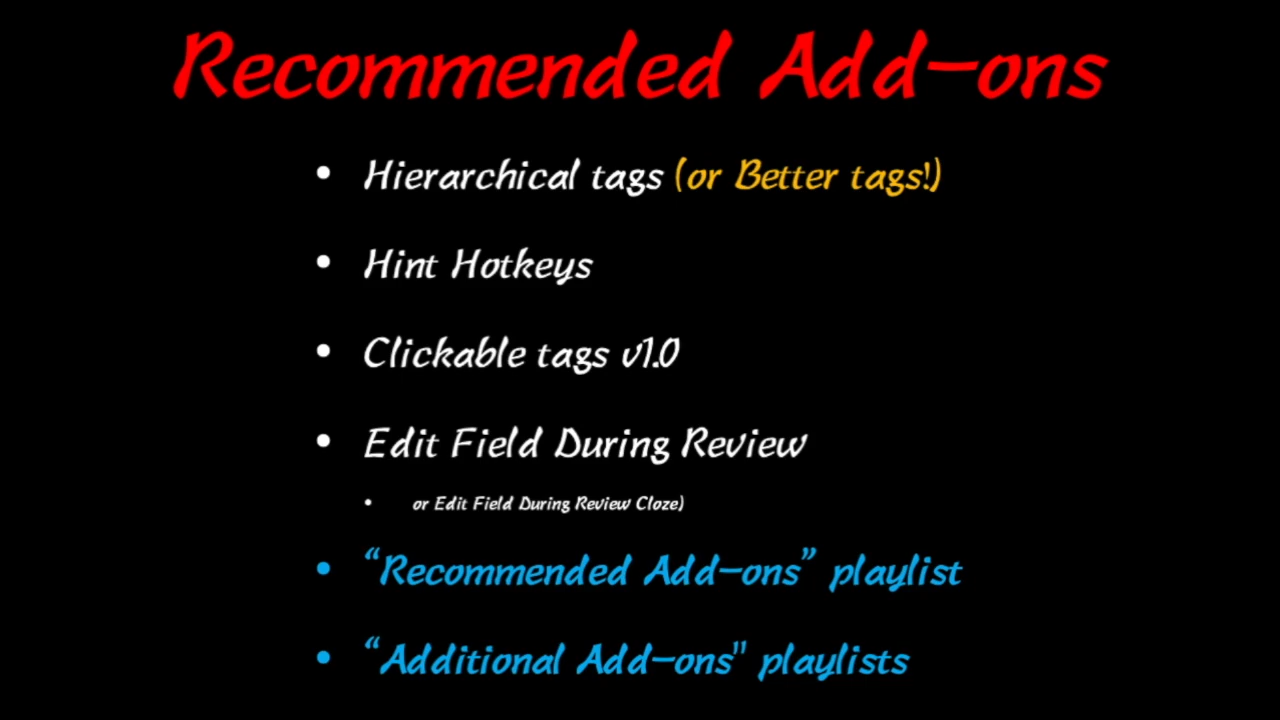 Recommended Add-ons
• Hierarchical tags (or Better tags!)
• Hint Hotkeys
• Clickable tags v1.0
• Edit Field During Review
• or Edit Field During Review Cloze)
• “Recommended Add-ons” playlist
• “Additional Add-ons" playlists